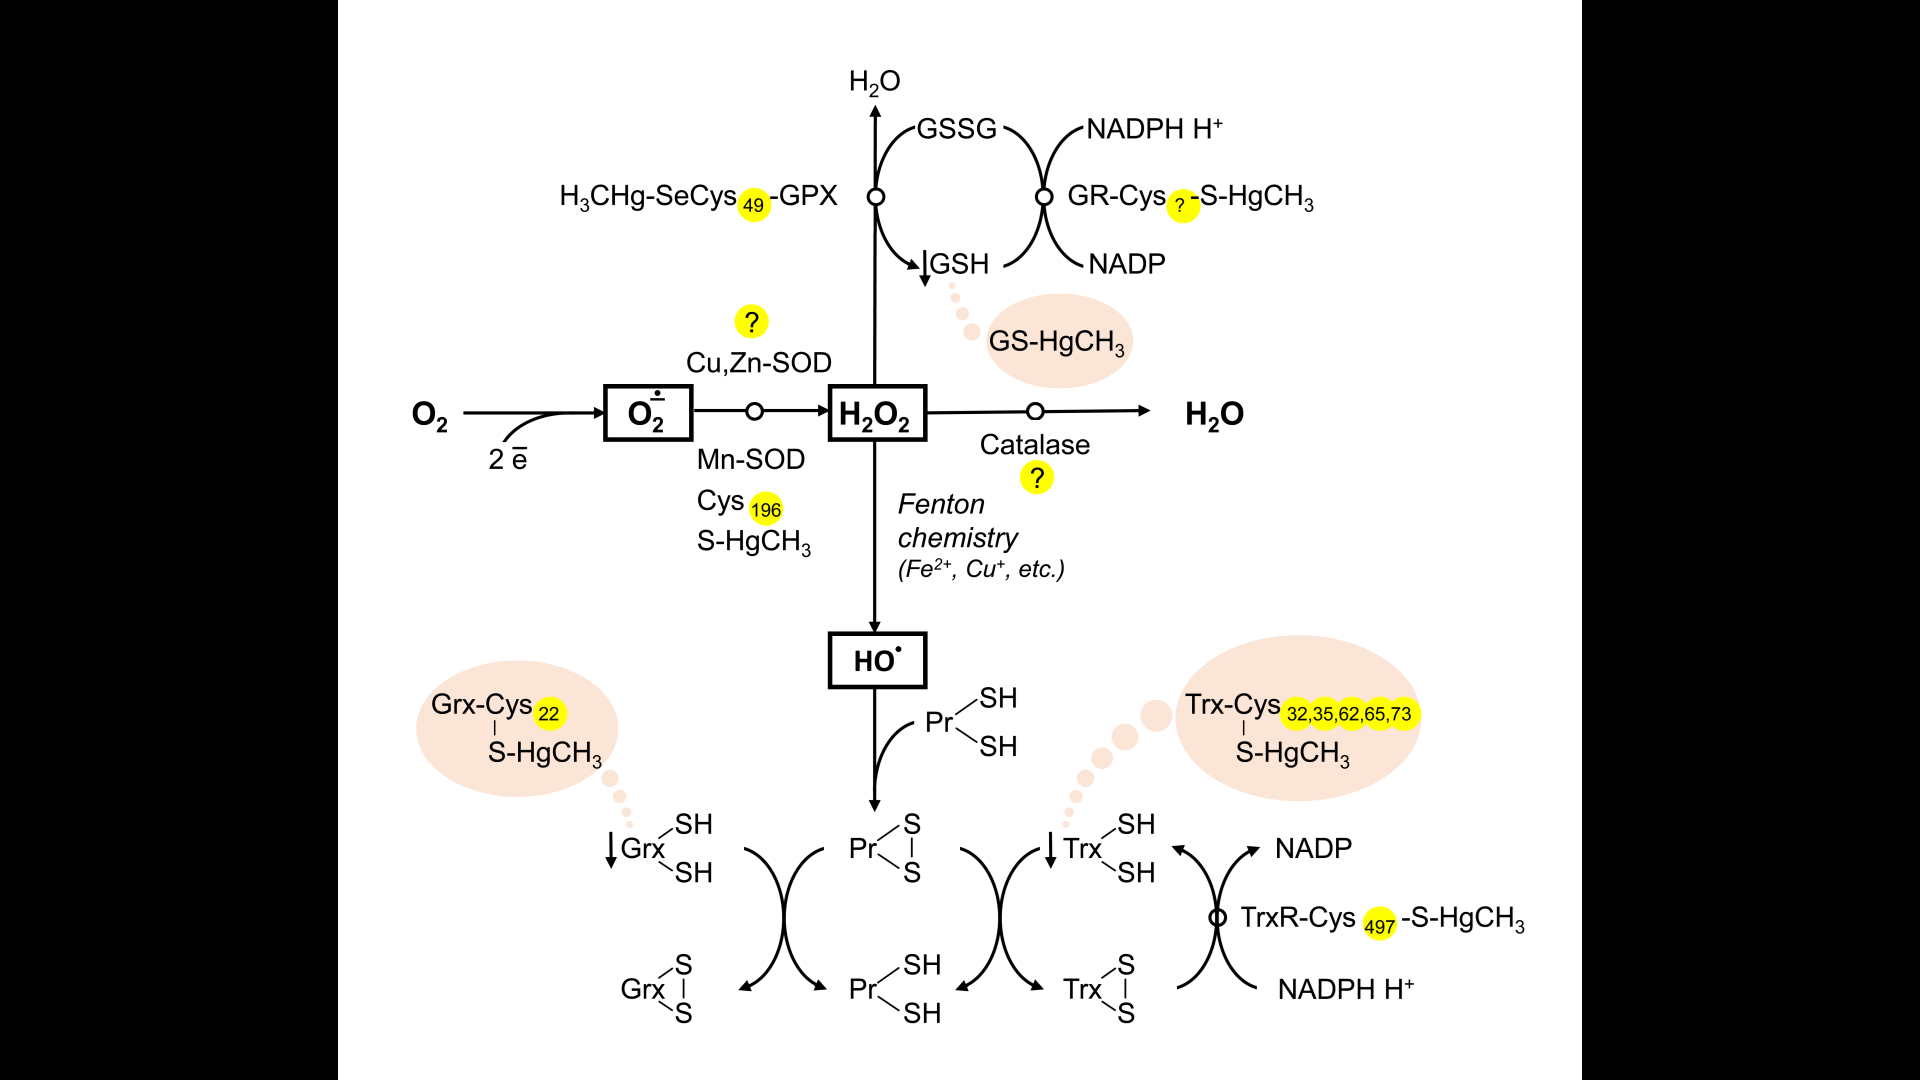 H₂O
GSSG
NADPH H⁺
H₃CHg-SeCys 49 -GPX
GR-Cys ? -S-HgCH₃
GSH
NADP
?
GS-HgCH₃
Cu,Zn-SOD
O₂
O₂•̅
H₂O₂
H₂O
2 e̅
Mn-SOD
Catalase
Cys 196
?
S-HgCH₃
Fenton
chemistry
(Fe²⁺, Cu⁺, etc.)
HO•
Pr
SH
SH
Grx-Cys 22
S-HgCH₃
Trx-Cys 32,35,62,65,73
S-HgCH₃
Grx
SH
SH
Pr
S
S
Trx
SH
SH
NADP
TrxR-Cys 497 -S-HgCH₃
Grx
S
S
Pr
SH
SH
Trx
S
S
NADPH H⁺